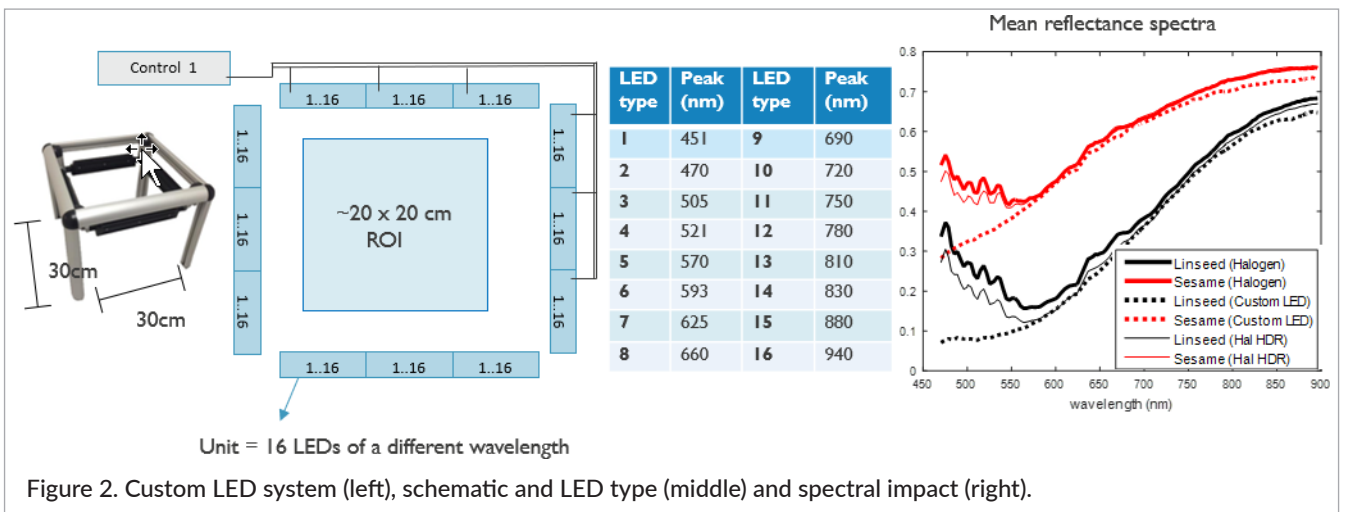 Mean reflectance spectra
Control 1
1..16 1..16 1..16
1..16
1..16
1..16
~20 x 20 cm
ROI
1..16
1..16
1..16
1..16 1..16 1..16
30cm
30cm
Unit = 16 LEDs of a different wavelength
LED type Peak (nm) LED type Peak (nm)
1 451 9 690
2 470 10 720
3 505 11 750
4 521 12 780
5 570 13 810
6 593 14 830
7 625 15 880
8 660 16 940
0.8
0.7
0.6
0.5
0.4
0.3
0.2
0.1
0
450 500 550 600 650 700 750 800 850 900
wavelength (nm)
Linseed (Halogen)
Sesame (Halogen)
Linseed (Custom LED)
Sesame (Custom LED)
Linseed (Hal HDR)
Sesame (Hal HDR)
Figure 2. Custom LED system (left), schematic and LED type (middle) and spectral impact (right).